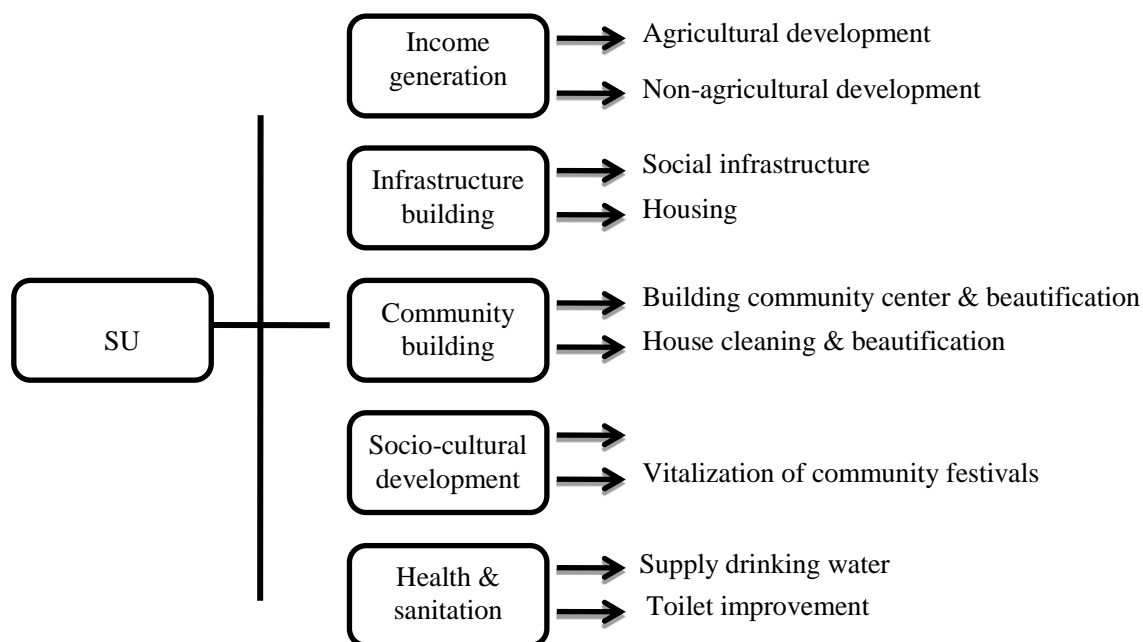 Income
generation
Agricultural development
Non-agricultural development
Infrastructure
building
Social infrastructure
Housing
SU
Community
building
Building community center & beautification
House cleaning & beautification
Socio-cultural
development
Vitalization of community festivals
Health &
sanitation
Supply drinking water
Toilet improvement